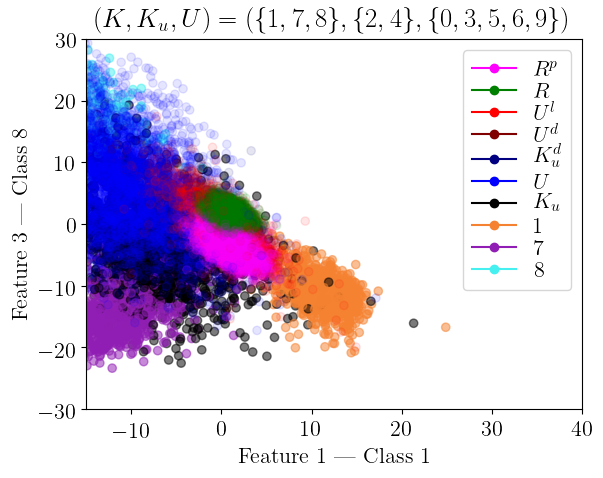 (K, K_u, U) = ({1, 7, 8}, {2, 4}, {0, 3, 5, 6, 9})
30
20
10
0
−10
−20
−30
Feature 3 — Class 8
R^p
R
U^l
U^d
K_u^d
U
K_u
1
7
8
−10 0 10 20 30 40
Feature 1 — Class 1